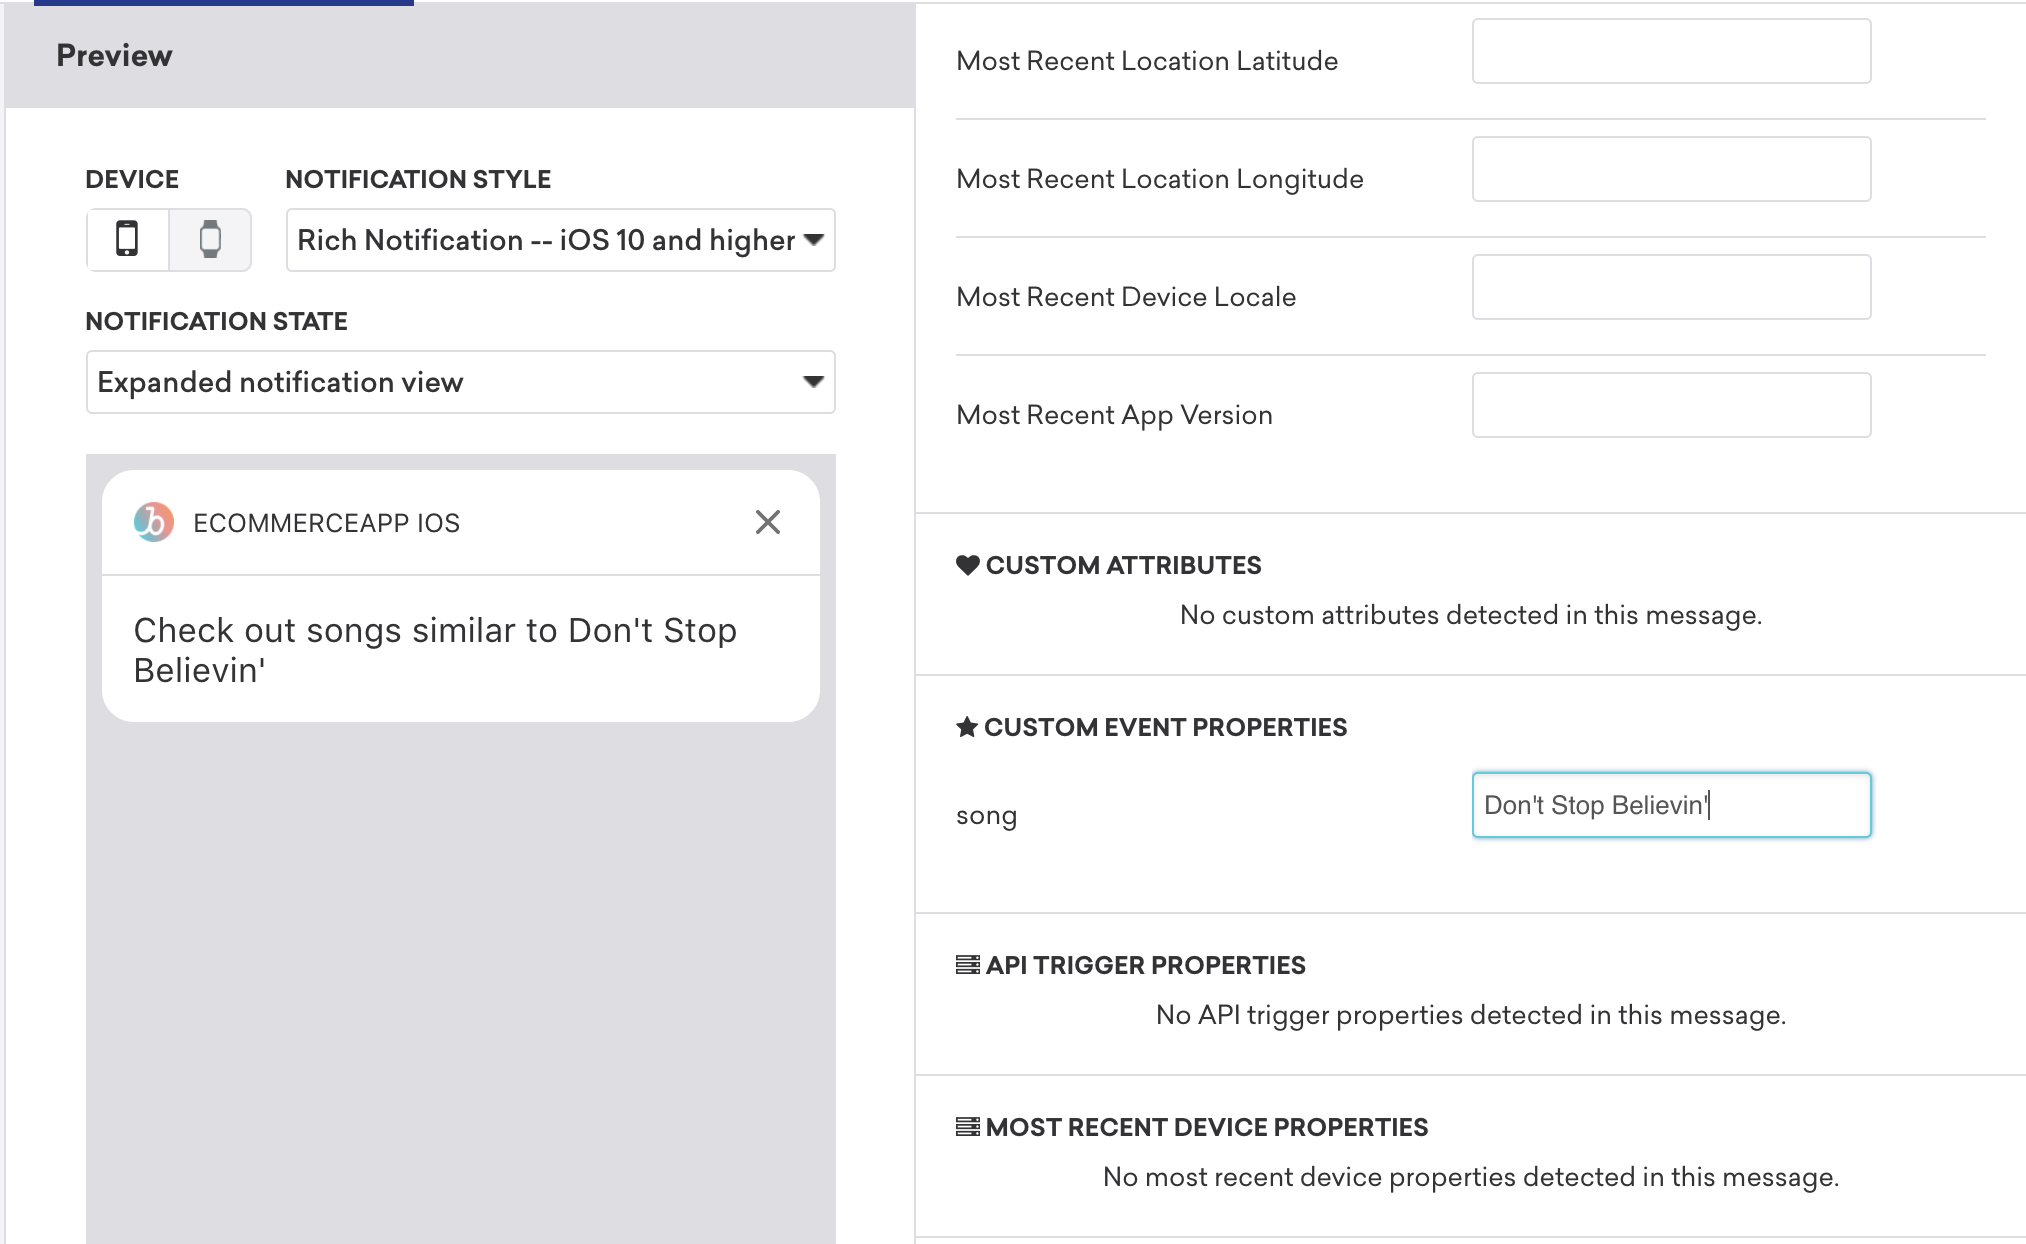 Preview
DEVICE
NOTIFICATION STYLE
Rich Notification -- iOS 10 and higher
NOTIFICATION STATE
Expanded notification view
b ECOMMERCEAPP IOS
Check out songs similar to Don't Stop
Believin'
Most Recent Location Latitude
Most Recent Location Longitude
Most Recent Device Locale
Most Recent App Version
CUSTOM ATTRIBUTES
No custom attributes detected in this message.
CUSTOM EVENT PROPERTIES
song
Don't Stop Believin'
API TRIGGER PROPERTIES
No API trigger properties detected in this message.
MOST RECENT DEVICE PROPERTIES
No most recent device properties detected in this message.